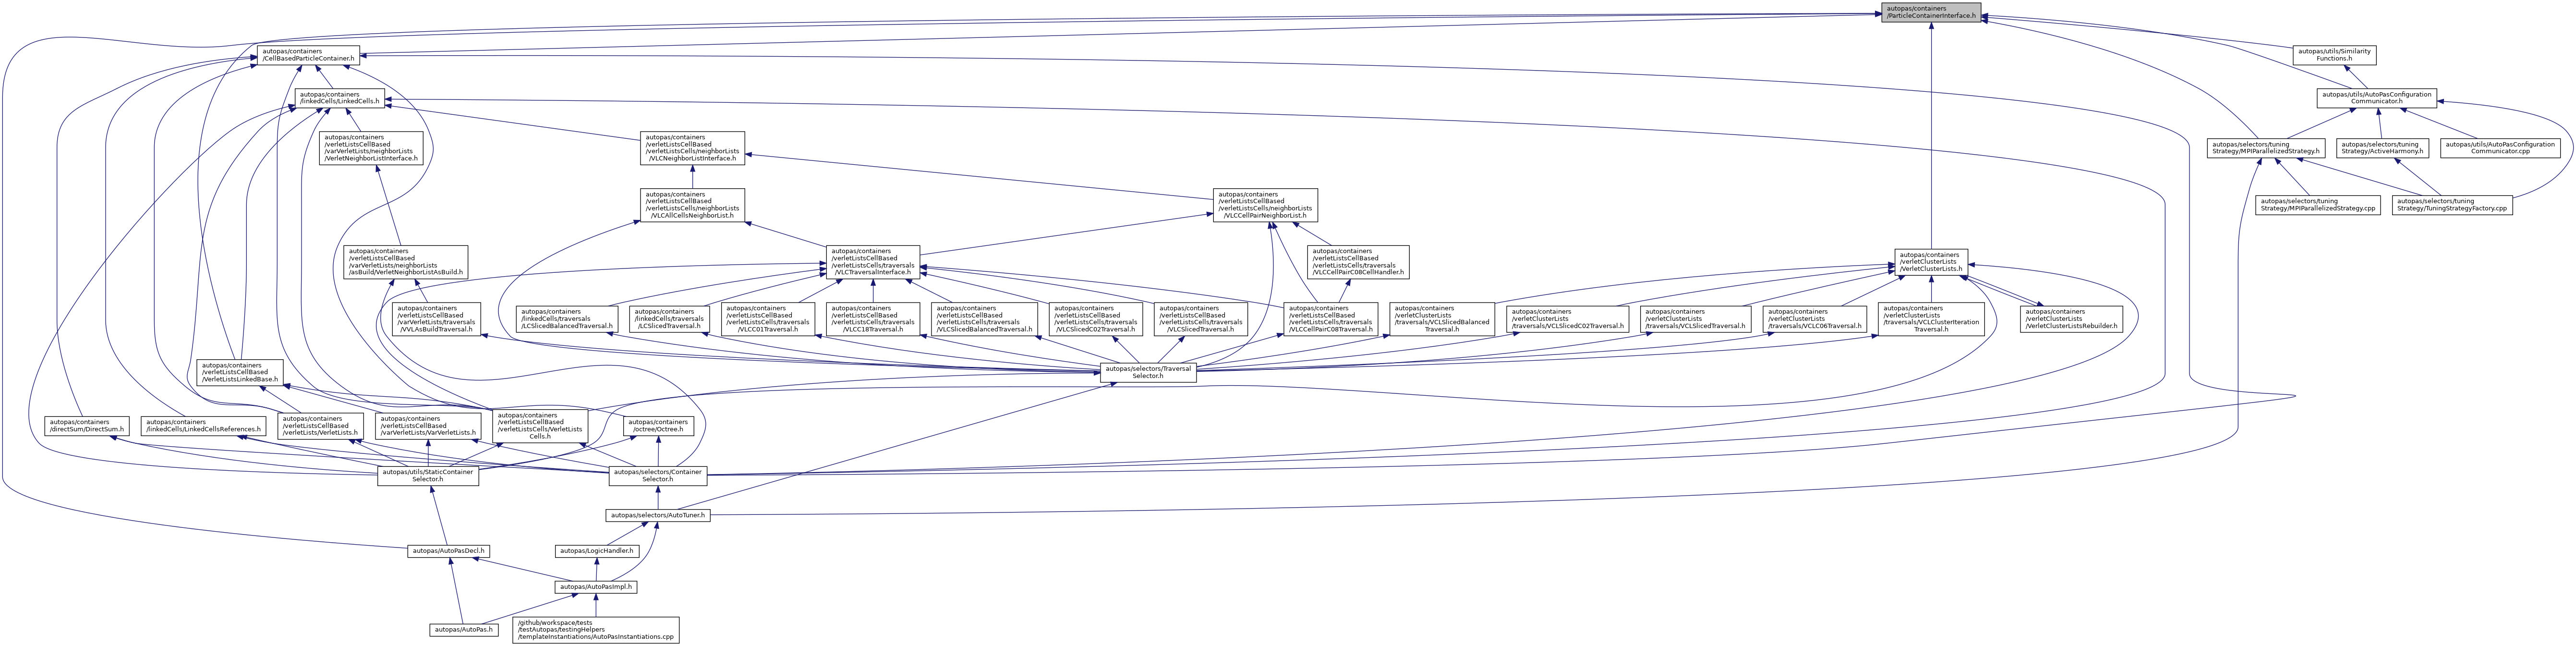 autopas/containers
/ParticleContainerInterface.h
autopas/containers
/CellBasedParticleContainer.h
autopas/utils/Similarity
Functions.h
autopas/containers
/linkedCells/LinkedCells.h
autopas/utils/AutoPasConfiguration
Communicator.h
autopas/containers
/verletListsCellBased
/varVerletLists/neighborLists
/VerletNeighborListInterface.h
autopas/containers
/verletListsCellBased
/verletListsCells/neighborLists
/VLCNeighborListInterface.h
autopas/selectors/tuning
Strategy/MPIParallelizedStrategy.h
autopas/selectors/tuning
Strategy/ActiveHarmony.h
autopas/utils/AutoPasConfiguration
Communicator.cpp
autopas/containers
/verletListsCellBased
/verletListsCells/neighborLists
/VLCAllCellsNeighborList.h
autopas/containers
/verletListsCellBased
/verletListsCells/neighborLists
/VLCCellPairNeighborList.h
autopas/selectors/tuning
Strategy/MPIParallelizedStrategy.cpp
autopas/selectors/tuning
Strategy/TuningStrategyFactory.cpp
autopas/containers
/verletListsCellBased
/varVerletLists/neighborLists
/asBuild/VerletNeighborListAsBuild.h
autopas/containers
/verletListsCellBased
/verletListsCells/traversals
/VLCTraversalInterface.h
autopas/containers
/verletListsCellBased
/verletListsCells/traversals
/VLCCellPairC08CellHandler.h
autopas/containers
/verletClusterLists
/VerletClusterLists.h
autopas/containers
/verletListsCellBased
/varVerletLists/traversals
/VVLAsBuildTraversal.h
autopas/containers
/linkedCells/traversals
/LCSlicedBalancedTraversal.h
autopas/containers
/linkedCells/traversals
/LCSlicedTraversal.h
autopas/containers
/verletListsCellBased
/verletListsCells/traversals
/VLCC01Traversal.h
autopas/containers
/verletListsCellBased
/verletListsCells/traversals
/VLCC18Traversal.h
autopas/containers
/verletListsCellBased
/verletListsCells/traversals
/VLCSlicedBalancedTraversal.h
autopas/containers
/verletListsCellBased
/verletListsCells/traversals
/VLCSlicedC02Traversal.h
autopas/containers
/verletListsCellBased
/verletListsCells/traversals
/VLCSlicedTraversal.h
autopas/containers
/verletListsCellBased
/verletListsCells/traversals
/VLCCellPairC08Traversal.h
autopas/containers
/verletClusterLists
/traversals/VCLSlicedBalanced
Traversal.h
autopas/containers
/verletClusterLists
/traversals/VCLSlicedC02Traversal.h
autopas/containers
/verletClusterLists
/traversals/VCLSlicedTraversal.h
autopas/containers
/verletClusterLists
/traversals/VCLC06Traversal.h
autopas/containers
/verletClusterLists
/traversals/VCLClusterIteration
Traversal.h
autopas/containers
/verletClusterLists
/VerletClusterListsRebuilder.h
autopas/containers
/verletListsCellBased
/VerletListsLinkedBase.h
autopas/selectors/Traversal
Selector.h
autopas/containers
/directSum/DirectSum.h
autopas/containers
/linkedCells/LinkedCellsReferences.h
autopas/containers
/verletListsCellBased
/verletLists/VerletLists.h
autopas/containers
/verletListsCellBased
/varVerletLists/VarVerletLists.h
autopas/containers
/verletListsCellBased
/verletListsCells/VerletLists
Cells.h
autopas/containers
/octree/Octree.h
autopas/utils/StaticContainer
Selector.h
autopas/selectors/Container
Selector.h
autopas/selectors/AutoTuner.h
autopas/AutoPasDecl.h
autopas/LogicHandler.h
autopas/AutoPasImpl.h
autopas/AutoPas.h
/github/workspace/tests
/testAutopas/testingHelpers
/templateInstantiations/AutoPasInstantiations.cpp